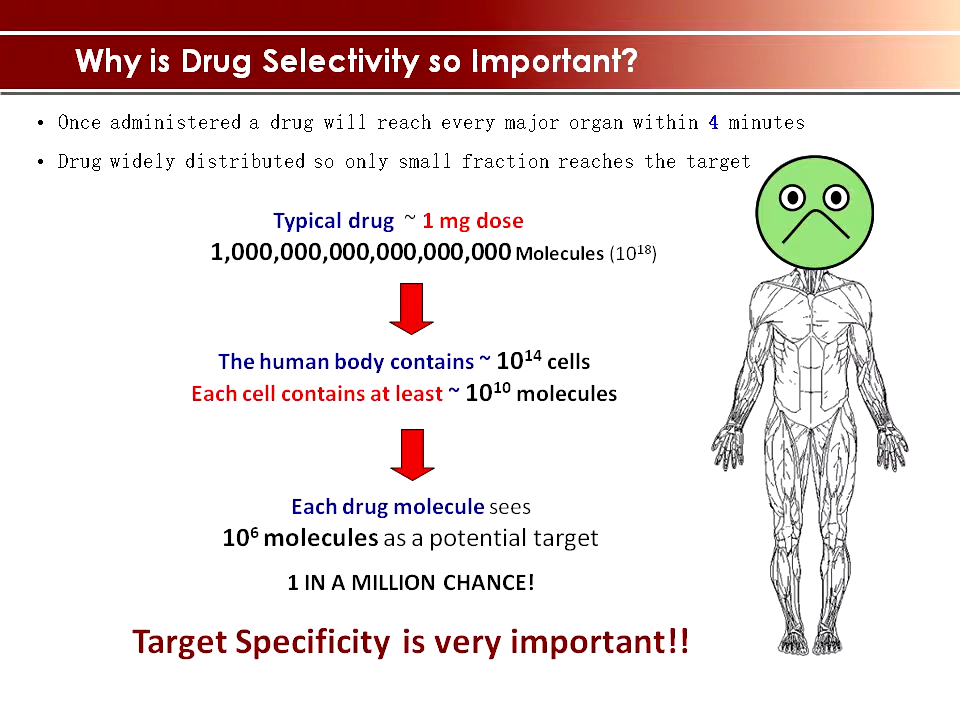 Why is Drug Selectivity so Important?
• Once administered a drug will reach every major organ within 4 minutes
• Drug widely distributed so only small fraction reaches the target
Typical drug ~ 1 mg dose
1,000,000,000,000,000,000 Molecules (10¹⁸)
The human body contains ~ 10¹⁴ cells
Each cell contains at least ~ 10¹⁰ molecules
Each drug molecule sees
10⁶ molecules as a potential target
1 IN A MILLION CHANCE!
Target Specificity is very important!!